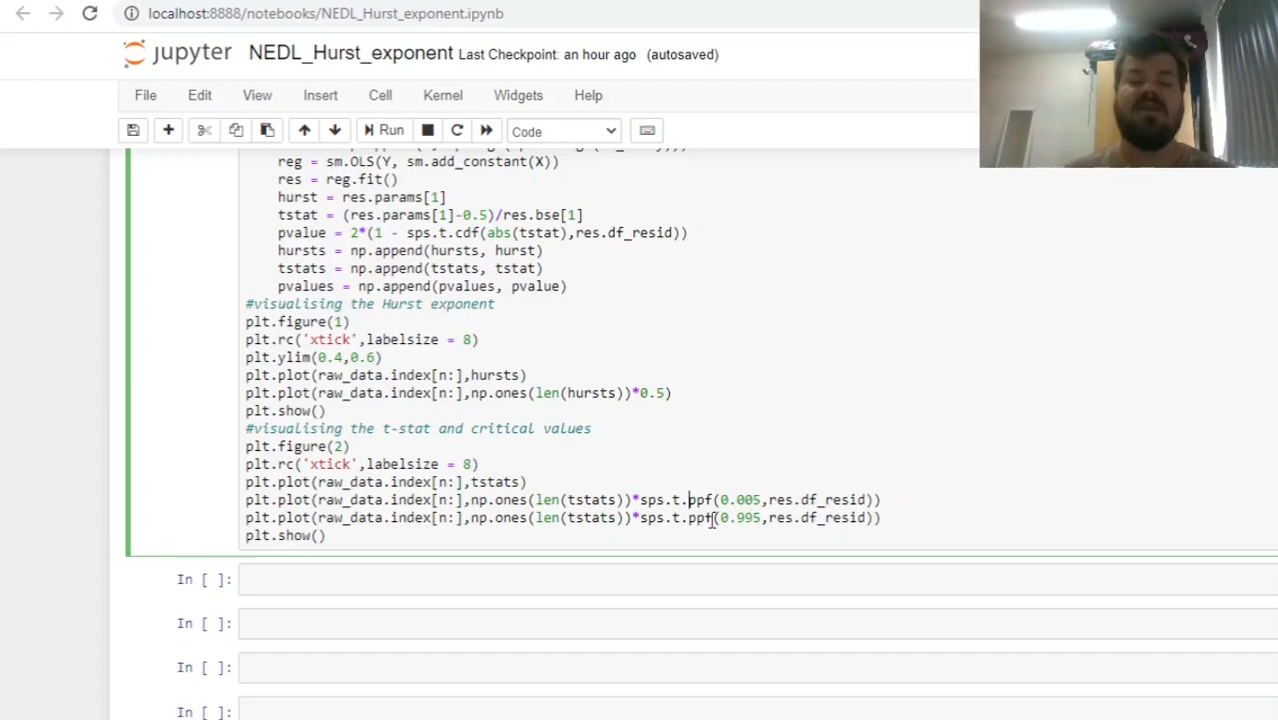 localhost:8888/notebooks/NEDL_Hurst_exponent.ipynb
jupyter NEDL_Hurst_exponent Last Checkpoint: an hour ago (autosaved)
File Edit View Insert Cell Kernel Widgets Help
Run Code
reg = sm.OLS(Y, sm.add_constant(X))
res = reg.fit()
hurst = res.params[1]
tstat = (res.params[1]-0.5)/res.bse[1]
pvalue = 2*(1 - sps.t.cdf(abs(tstat),res.df_resid))
hursts = np.append(hursts, hurst)
tstats = np.append(tstats, tstat)
pvalues = np.append(pvalues, pvalue)
#visualising the Hurst exponent
plt.figure(1)
plt.rc('xtick',labelsize = 8)
plt.ylim(0.4,0.6)
plt.plot(raw_data.index[n:],hursts)
plt.plot(raw_data.index[n:],np.ones(len(hursts))*0.5)
plt.show()
#visualising the t-stat and critical values
plt.figure(2)
plt.rc('xtick',labelsize = 8)
plt.plot(raw_data.index[n:],tstats)
plt.plot(raw_data.index[n:],np.ones(len(tstats))*sps.t.ppf(0.005,res.df_resid))
plt.plot(raw_data.index[n:],np.ones(len(tstats))*sps.t.ppf(0.995,res.df_resid))
plt.show()
In [ ]:
In [ ]:
In [ ]:
In [ ]: